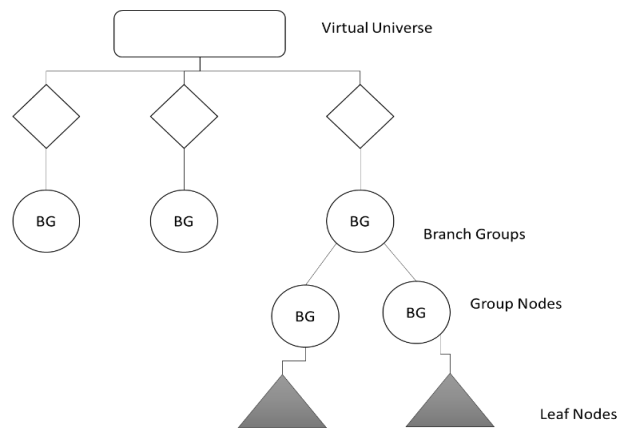 Virtual Universe
BG
BG
BG
Branch Groups
BG
BG
Group Nodes
Leaf Nodes